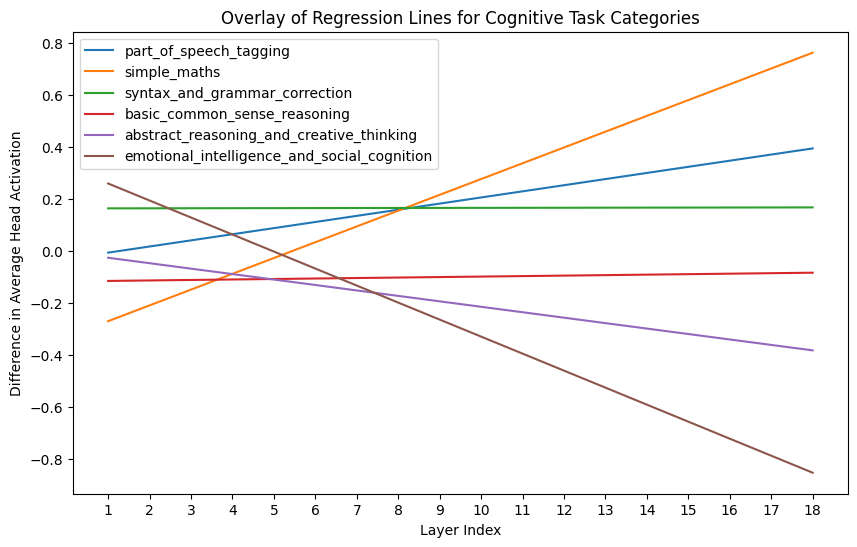 Overlay of Regression Lines for Cognitive Task Categories
part_of_speech_tagging
simple_maths
syntax_and_grammar_correction
basic_common_sense_reasoning
abstract_reasoning_and_creative_thinking
emotional_intelligence_and_social_cognition
Difference in Average Head Activation
0.8
0.6
0.4
0.2
0.0
−0.2
−0.4
−0.6
−0.8
1 2 3 4 5 6 7 8 9 10 11 12 13 14 15 16 17 18
Layer Index